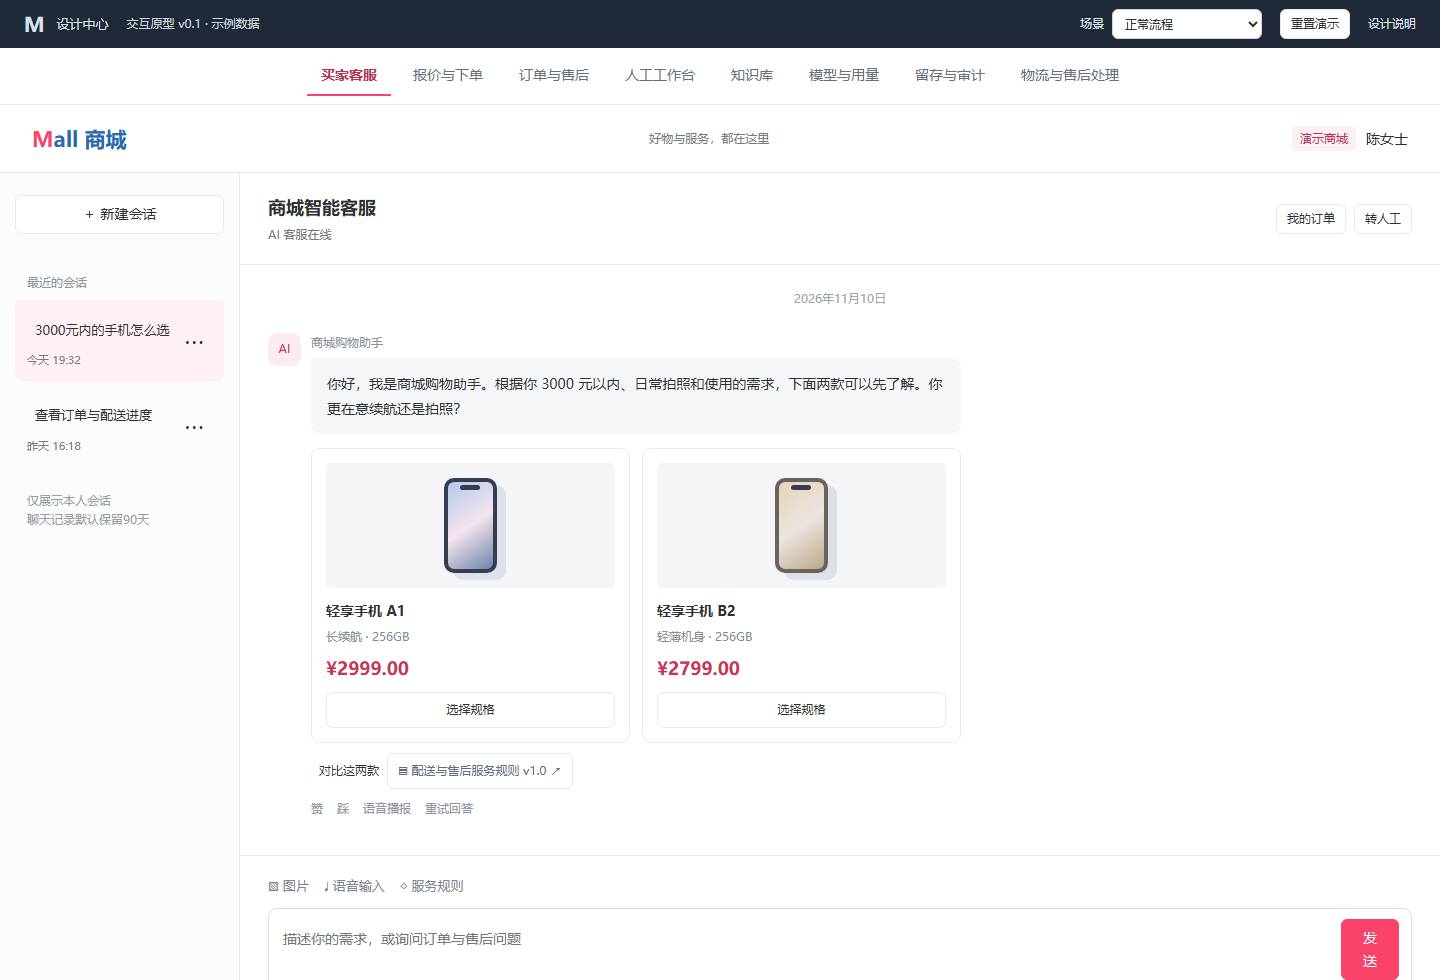 M 设计中心 交互原型 v0.1 · 示例数据 场景 正常流程 重置演示 设计说明
买家客服 报价与下单 订单与售后 人工工作台 知识库 模型与用量 留存与审计 物流与售后处理
Mall 商城 好物与服务，都在这里 演示商城 陈女士
+ 新建会话
最近的会话
3000元内的手机怎么选
今天 19:32
查看订单与配送进度
昨天 16:18
仅展示本人会话
聊天记录默认保留90天
商城智能客服
AI 客服在线
我的订单 转人工
2026年11月10日
AI 商城购物助手
你好，我是商城购物助手。根据你 3000 元以内、日常拍照和使用的需求，下面两款可以先了解。你
更在意续航还是拍照？
轻享手机 A1
长续航 · 256GB
¥2999.00
选择规格
轻享手机 B2
轻薄机身 · 256GB
¥2799.00
选择规格
对比这两款 ▤ 配送与售后服务规则 v1.0 ↗
赞 踩 语音播报 重试回答
▧ 图片 ♩ 语音输入 ◇ 服务规则
描述你的需求，或询问订单与售后问题
发
送